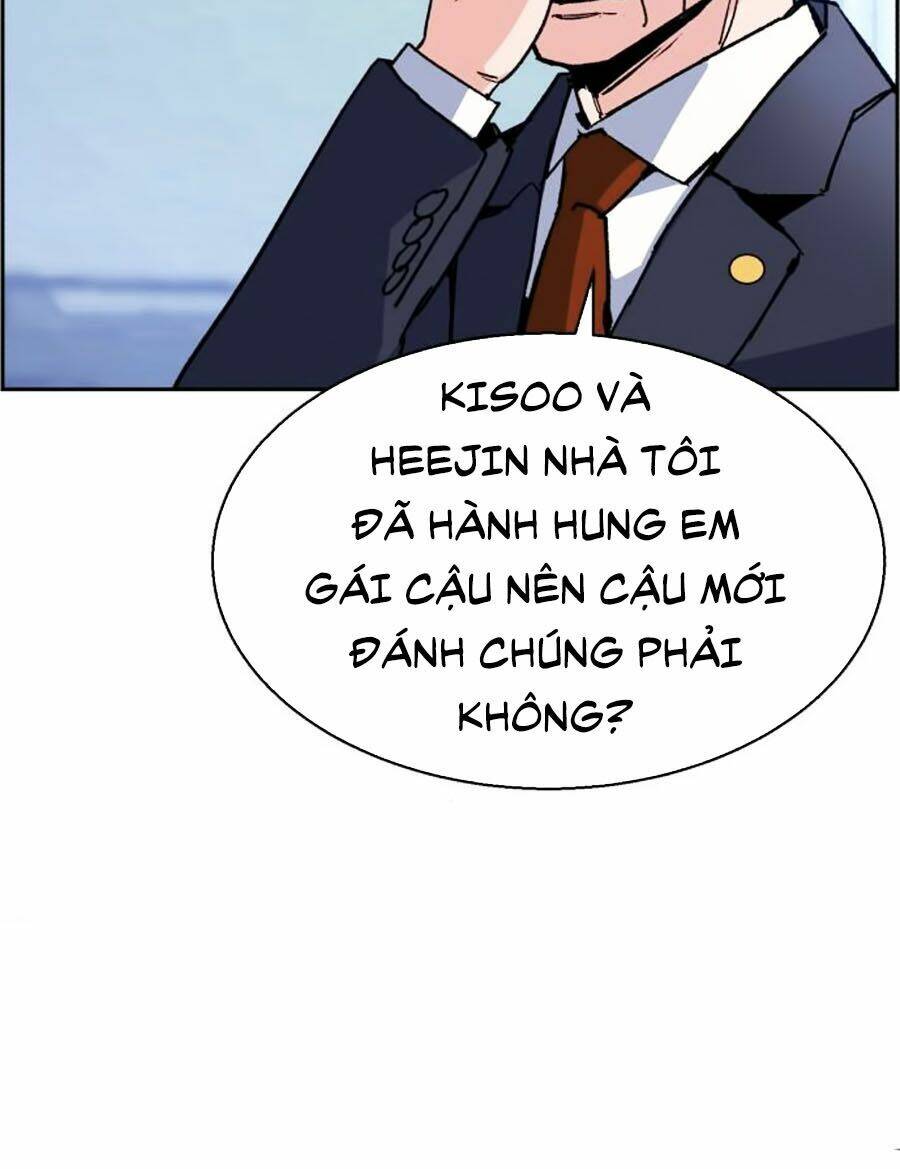 KISOO VÀ
HEEJIN NHÀ TÔI
ĐÃ HÀNH HUNG EM
GÁI CẬU NÊN CẬU MỚI
ĐÁNH CHÚNG PHẢI
KHÔNG?